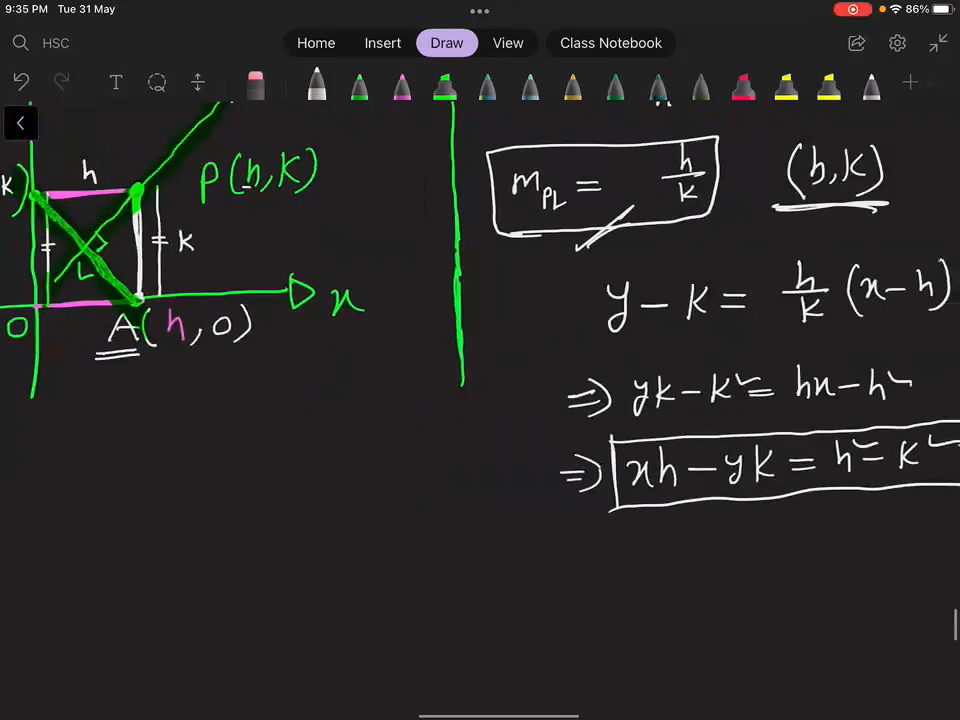 9:35 PM Tue 31 May
86%
HSC
Home Insert Draw View Class Notebook
T
K)
h
P(h,K)
= K
L
O
A(h,0)
x
m_PL = h/k
(h,K)
y-K = h/k (x-h)
⇒ yk-K² = hx-h²
⇒ xh-yK = h²-K²